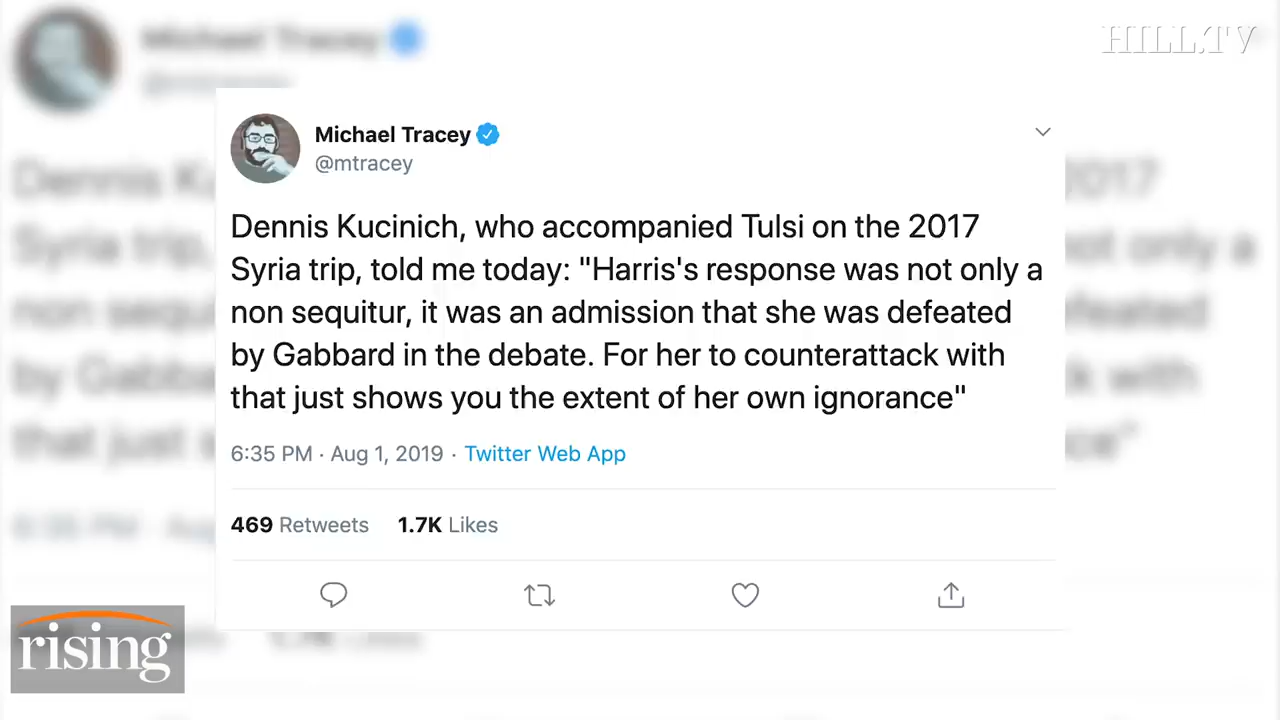 HILL.TV
Michael Tracey
@mtracey
Dennis Kucinich, who accompanied Tulsi on the 2017
Syria trip, told me today: "Harris's response was not only a
non sequitur, it was an admission that she was defeated
by Gabbard in the debate. For her to counterattack with
that just shows you the extent of her own ignorance"
6:35 PM · Aug 1, 2019 · Twitter Web App
469 Retweets 1.7K Likes
rising